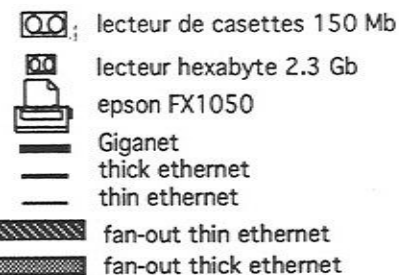 lecteur de casettes 150 Mb
lecteur hexabyte 2.3 Gb
epson FX1050
Giganet
thick ethernet
thin ethernet
fan-out thin ethernet
fan-out thick ethernet